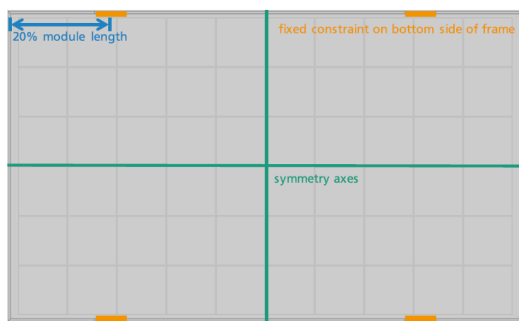 fixed constraint on bottom side of frame
20% module length
symmetry axes